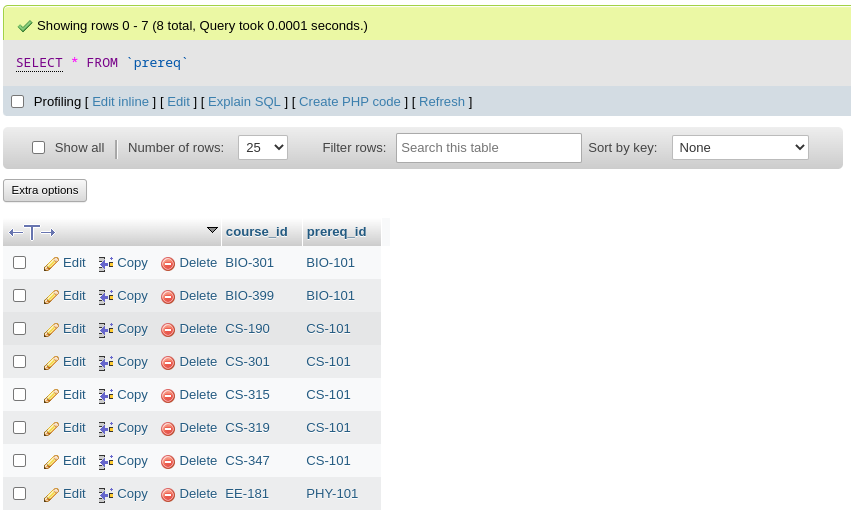 Showing rows 0 - 7 (8 total, Query took 0.0001 seconds.)
SELECT * FROM `prereq`
Profiling [ Edit inline ] [ Edit ] [ Explain SQL ] [ Create PHP code ] [ Refresh ]
Show all Number of rows: 25 Filter rows: Search this table Sort by key: None
Extra options
course_id prereq_id
Edit Copy Delete BIO-301 BIO-101
Edit Copy Delete BIO-399 BIO-101
Edit Copy Delete CS-190 CS-101
Edit Copy Delete CS-301 CS-101
Edit Copy Delete CS-315 CS-101
Edit Copy Delete CS-319 CS-101
Edit Copy Delete CS-347 CS-101
Edit Copy Delete EE-181 PHY-101